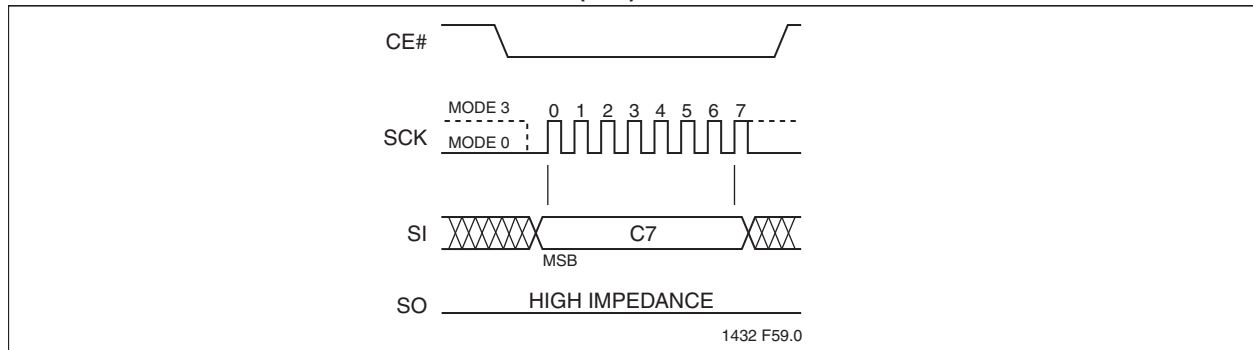 CE#
MODE 3
0 1 2 3 4 5 6 7
SCK
MODE 0
SI
C7
MSB
SO
HIGH IMPEDANCE
1432 F59.0